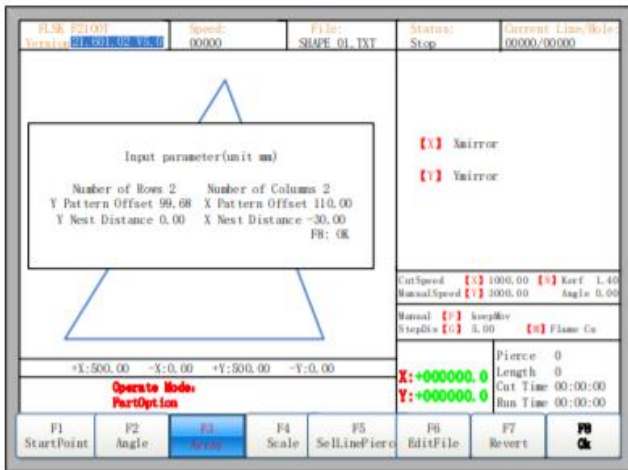 FLSK F2100T
Version 21.601.02 V5.0
Speed:
00000
File:
SHAPE 01.TXT
Status:
Stop
Current Line/Hole:
00000/00000
Input parameter(unit mm)
Number of Rows 2 Number of Columns 2
Y Pattern Offset 99.68 X Pattern Offset 110.00
Y Nest Distance 0.00 X Nest Distance -30.00
F8: OK
【X】 Xmirror
【Y】 Ymirror
CutSpeed 【X】 1000.00 Kerf 1.40
ManualSpeed 【Y】 3000.00 Angle 0.00
Manual 【F】 keepMov
StepDis 【G】 3.00 【M】 Flame Cu
+X:500.00 -X:0.00 +Y:500.00 -Y:0.00
Operate Mode:
PartOption
X:+000000.0
Y:+000000.0
Pierce 0
Length 0
Cut Time 00:00:00
Run Time 00:00:00
F1
StartPoint
F2
Angle
F3
Array
F4
Scale
F5
SelLinePierc
F6
EditFile
F7
Revert
F8
Ok